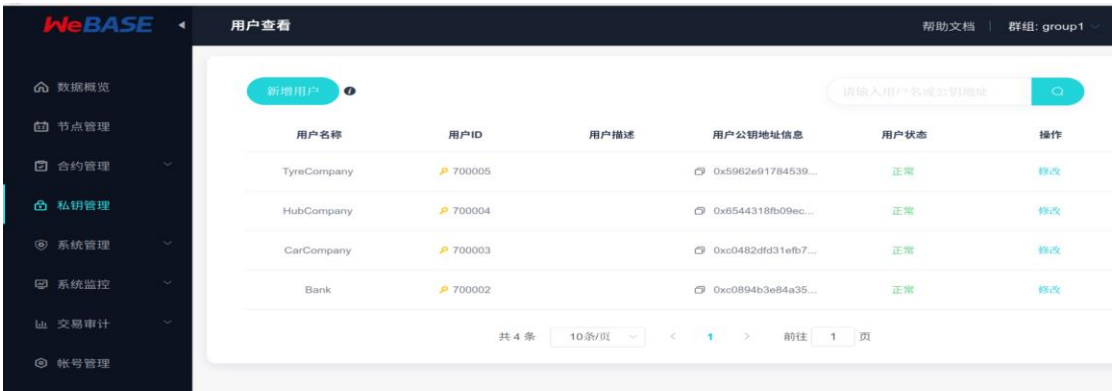 WeBASE
用户查看
帮助文档
群组: group1
数据概览
节点管理
合约管理
私钥管理
系统管理
系统监控
交易审计
帐号管理
新增用户
请输入用户名或公钥地址
用户名称 用户ID 用户描述 用户公钥地址信息 用户状态 操作
TyreCompany 700005 0x5962e91784539... 正常 修改
HubCompany 700004 0x6544318fb09ec... 正常 修改
CarCompany 700003 0xc0482dfd31efb7... 正常 修改
Bank 700002 0xc0894b3e84a35... 正常 修改
共 4 条 10条/页 < 1 > 前往 1 页